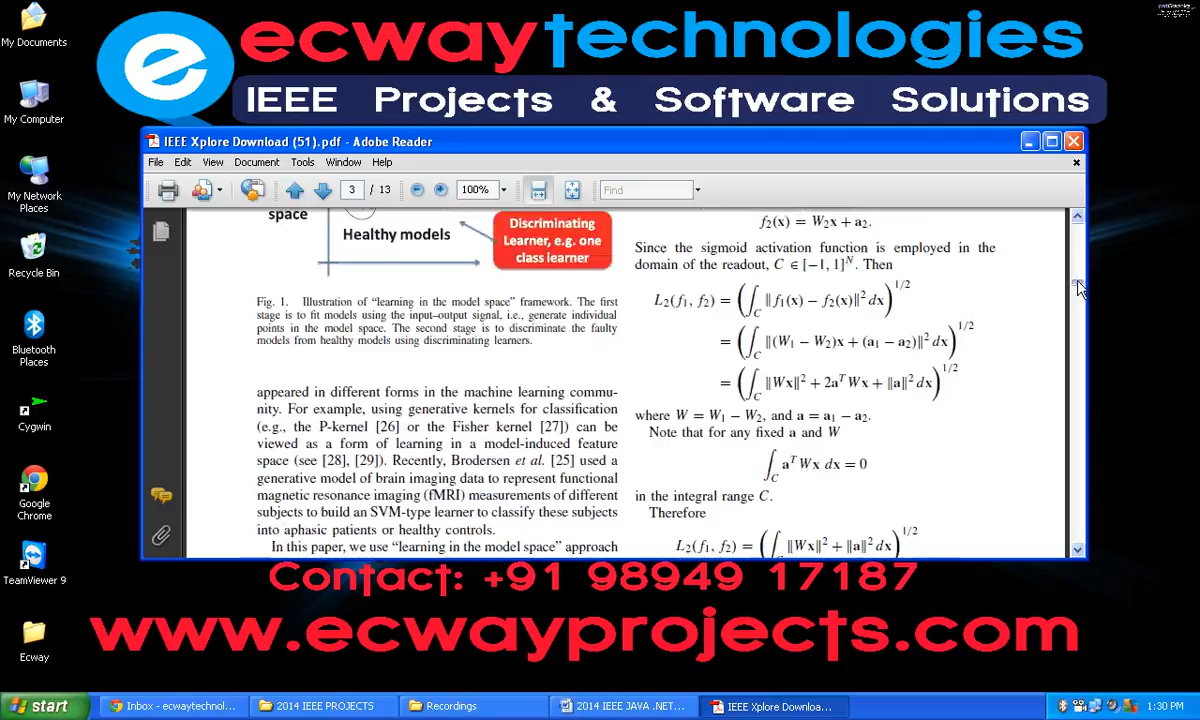 My Documents
My Computer
My Network
Places
Recycle Bin
Bluetooth
Places
Cygwin
Google
Chrome
TeamViewer 9
Ecway
e
ecway technologies
IEEE Projects & Software Solutions
IEEE Xplore Download (51).pdf - Adobe Reader
File Edit View Document Tools Window Help
3 / 13 100% Find
space
Healthy models
Discriminating
Learner, e.g. one
class learner
Fig. 1. Illustration of “learning in the model space” framework. The first
stage is to fit models using the input–output signal, i.e., generate individual
points in the model space. The second stage is to discriminate the faulty
models from healthy models using discriminating learners.
appeared in different forms in the machine learning commu-
nity. For example, using generative kernels for classification
(e.g., the P-kernel [26] or the Fisher kernel [27]) can be
viewed as a form of learning in a model-induced feature
space (see [28], [29]). Recently, Brodersen et al. [25] used a
generative model of brain imaging data to represent functional
magnetic resonance imaging (fMRI) measurements of different
subjects to build an SVM-type learner to classify these subjects
into aphasic patients or healthy controls.
In this paper, we use “learning in the model space” approach
f₂(x) = W₂x + a₂.
Since the sigmoid activation function is employed in the
domain of the readout, C ∈ [−1, 1]ᴺ. Then
L₂(f₁, f₂) = (∫_C ‖f₁(x) − f₂(x)‖² dx)^1/2
= (∫_C ‖(W₁ − W₂)x + (a₁ − a₂)‖² dx)^1/2
= (∫_C ‖Wx‖² + 2aᵀWx + ‖a‖² dx)^1/2
where W = W₁ − W₂, and a = a₁ − a₂.
Note that for any fixed a and W
∫_C aᵀWx dx = 0
in the integral range C.
Therefore
L₂(f₁, f₂) = (∫_C ‖Wx‖² + ‖a‖² dx)^1/2
Contact: +91 98949 17187
www.ecwayprojects.com
start
Inbox - ecwaytechnol...
2014 IEEE PROJECTS
Recordings
2014 IEEE JAVA .NET...
IEEE Xplore Downloa...
1:30 PM